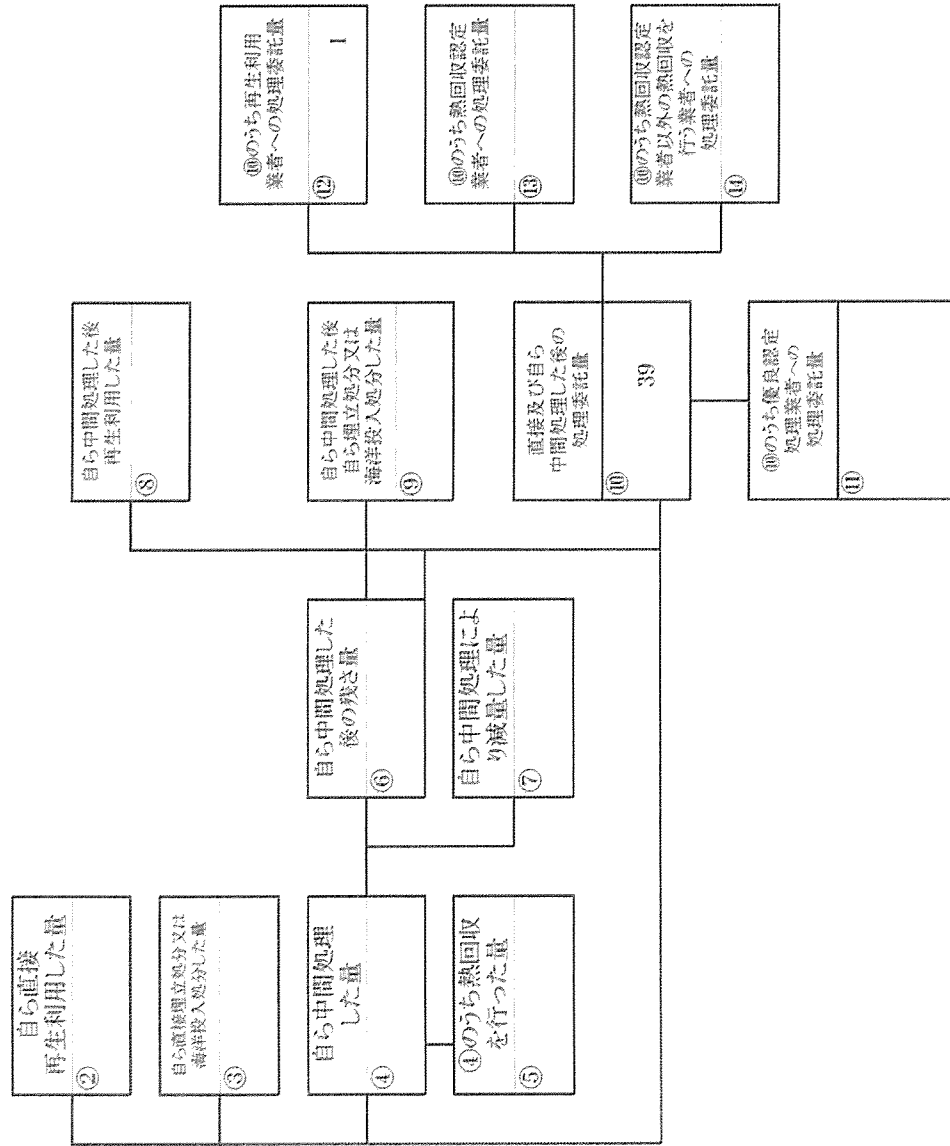 自ら直接
再生利用した量
②
自ら直接埋立処分又は
海洋投入処分した量
③
自ら中間処理
した量
④
④のうち熱回収
を行った量
⑤
自ら中間処理した
後の残さ量
⑥
自ら中間処理によ
り減量した量
⑦
自ら中間処理した後
再生利用した量
⑧
自ら中間処理した後
自ら埋立処分又は
海洋投入処分した量
⑨
直接及び自ら
中間処理した後の
処理委託量
⑩
39
⑩のうち優良認定
処理業者への
処理委託量
⑪
⑩のうち再生利用
業者への処理委託量
⑫
1
⑩のうち熱回収認定
業者への処理委託量
⑬
⑩のうち熱回収認定
業者以外の熱回収を
行う業者への
処理委託量
⑭